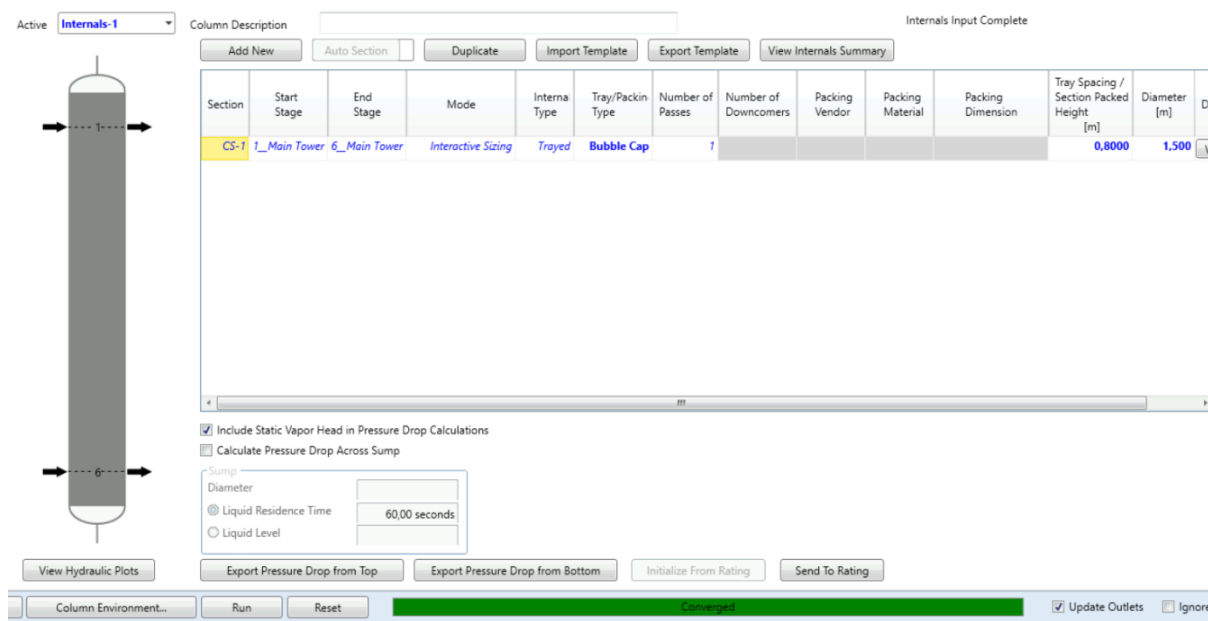 Active Internals-1 Column Description Internals Input Complete
Add New Auto Section Duplicate Import Template Export Template View Internals Summary
Section Start Stage End Stage Mode Interna Type Tray/Packin Type Number of Passes Number of Downcomers Packing Vendor Packing Material Packing Dimension Tray Spacing / Section Packed Height [m] Diameter [m] D
CS-1 1__Main Tower 6__Main Tower Interactive Sizing Trayed Bubble Cap 1 0,8000 1,500
1
Include Static Vapor Head in Pressure Drop Calculations
Calculate Pressure Drop Across Sump
6
Sump
Diameter
Liquid Residence Time 60,00 seconds
Liquid Level
View Hydraulic Plots Export Pressure Drop from Top Export Pressure Drop from Bottom Initialize From Rating Send To Rating
Column Environment... Run Reset Converged Update Outlets Ignore